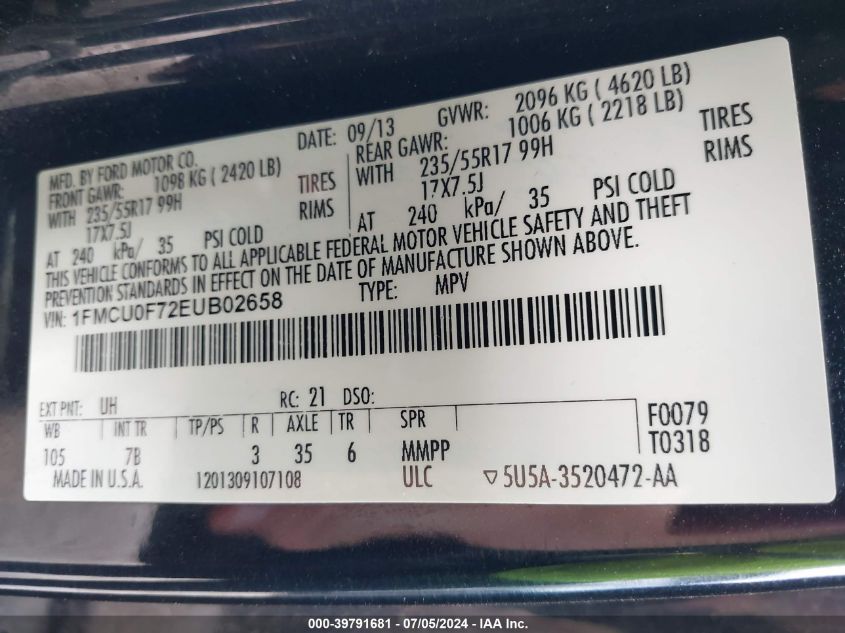 MFD. BY FORD MOTOR CO. DATE: 09/13 GVWR: 2096 KG ( 4620 LB)
FRONT GAWR: 1098 KG ( 2420 LB) REAR GAWR: 1006 KG ( 2218 LB)
WITH 235/55R17 99H TIRES WITH 235/55R17 99H TIRES
17X7.5J RIMS 17X7.5J RIMS
AT 240 kPa/ 35 PSI COLD AT 240 kPa/ 35 PSI COLD
THIS VEHICLE CONFORMS TO ALL APPLICABLE FEDERAL MOTOR VEHICLE SAFETY AND THEFT
PREVENTION STANDARDS IN EFFECT ON THE DATE OF MANUFACTURE SHOWN ABOVE.
VIN: 1FMCU0F72EUB02658 TYPE: MPV
EXT PNT: UH RC: 21 DSO:
WB INT TR TP/PS R AXLE TR SPR F0079
105 7B 3 35 6 MMPP T0318
MADE IN U.S.A. 1201309107108 ULC ▽5U5A-3520472-AA
000-39791681 - 07/05/2024 - IAA Inc.